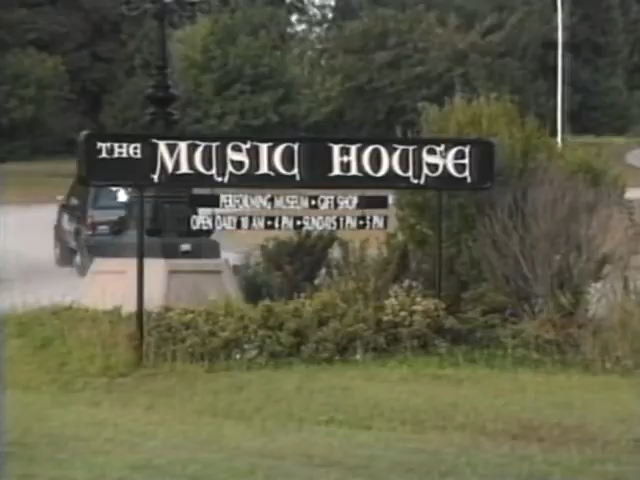 THE MUSIC HOUSE
PERFORMING MUSEUM • GIFT SHOP
OPEN DAILY 10 AM - 4 PM • SUNDAYS 1 PM - 5 PM